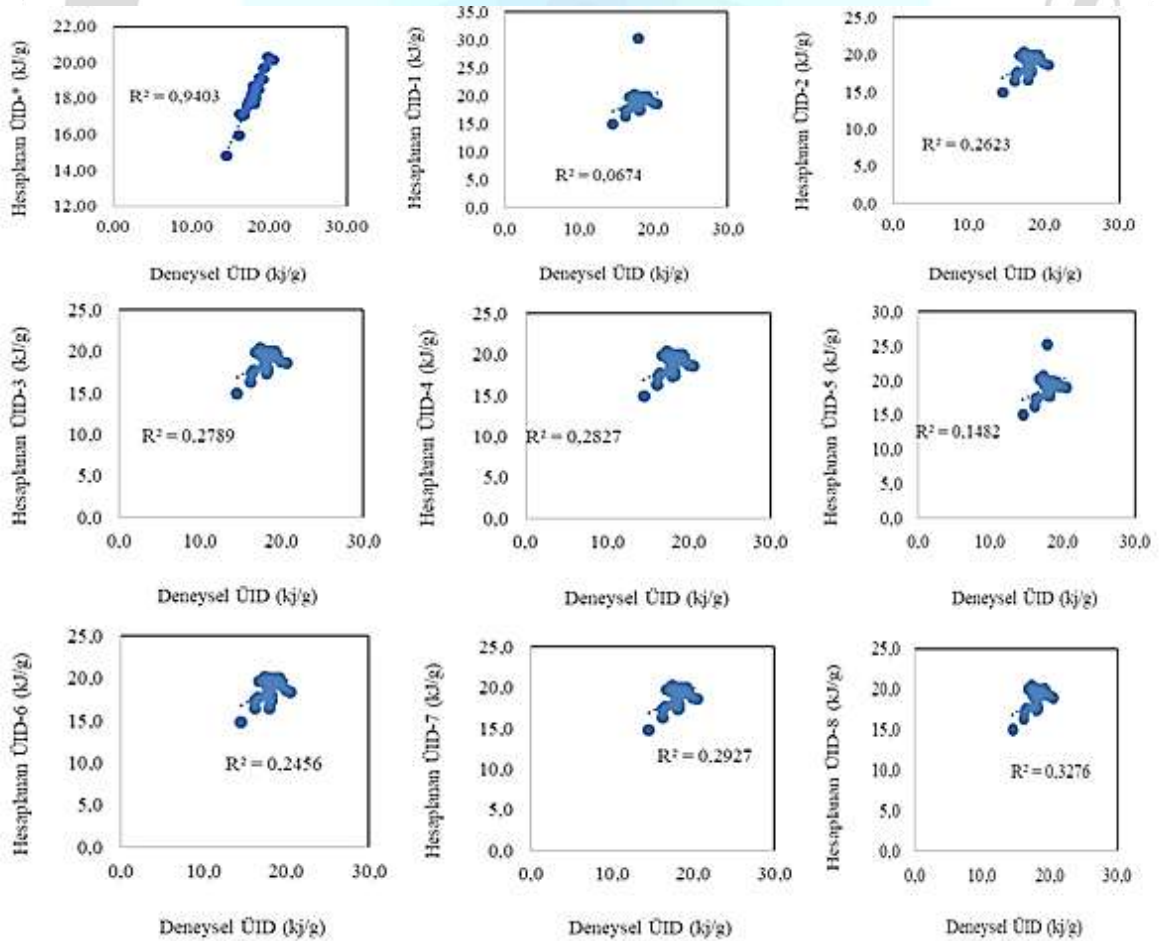 Hesaplanan ÜID-* (kJ/g)
22.00
20.00
18.00
16.00
14.00
12.00
R² = 0,9403
0.00 10.00 20.00 30.00
Deneysel ÜID (kj/g)
Hesaplanan ÜID-1 (kJ/g)
35.0
30.0
25.0
20.0
15.0
10.0
5.0
0.0
R² = 0,0674
0.0 10.0 20.0 30.0
Deneysel ÜID (kj/g)
Hesaplanan ÜID-2 (kJ/g)
25.0
20.0
15.0
10.0
5.0
0.0
R² = 0,2623
0.0 10.0 20.0 30.0
Deneysel ÜID (kj/g)
Hesaplanan ÜID-3 (kJ/g)
25,0
20,0
15,0
10,0
5,0
0,0
R² = 0,2789
0,0 10,0 20,0 30,0
Deneysel ÜID (kj/g)
Hesaplanan ÜID-4 (kJ/g)
25,0
20,0
15,0
10,0
5,0
0,0
R² = 0,2827
0,0 10,0 20,0 30,0
Deneysel ÜID (kj/g)
Hesaplanan ÜID-5 (kJ/g)
30,0
25,0
20,0
15,0
10,0
5,0
0,0
R² = 0,1482
0,0 10,0 20,0 30,0
Deneysel ÜID (kj/g)
Hesaplanan ÜID-6 (kJ/g)
25,0
20,0
15,0
10,0
5,0
0,0
R² = 0,2456
0,0 10,0 20,0 30,0
Deneysel ÜID (kj/g)
Hesaplanan ÜID-7 (kJ/g)
25,0
20,0
15,0
10,0
5,0
0,0
R² = 0,2927
0,0 10,0 20,0 30,0
Deneysel ÜID (kj/g)
Hesaplanan ÜID-8 (kJ/g)
25,0
20,0
15,0
10,0
5,0
0,0
R² = 0,3276
0,0 10,0 20,0 30,0
Deneysel ÜID (kj/g)